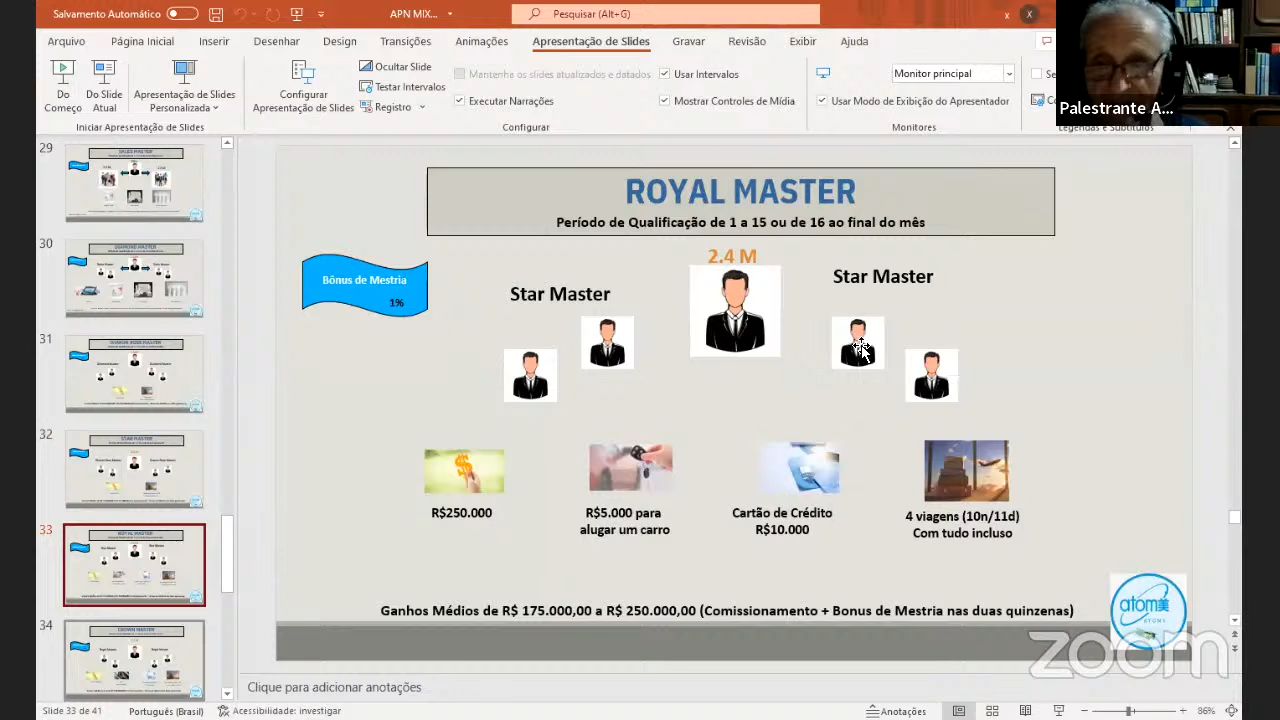 Salvamento Automático
APN MIX...
Pesquisar (Alt+G)
Arquivo
Página Inicial
Inserir
Desenhar
Design
Transições
Animações
Apresentação de Slides
Gravar
Revisão
Exibir
Ajuda
Do Começo
Do Slide Atual
Apresentação de Slides Personalizada
Configurar Apresentação de Slides
Ocultar Slide
Testar Intervalos
Registro
Mantenha os slides atualizados e datados
Executar Narrações
Usar Intervalos
Mostrar Controles de Mídia
Monitor principal
Usar Modo de Exibição do Apresentador
Iniciar Apresentação de Slides
Configurar
Monitores
Legendas e Subtítulos
Palestrante A...
29
30
31
32
33
34
ROYAL MASTER
Período de Qualificação de 1 a 15 ou de 16 ao final do mês
2.4 M
Bônus de Mestria
1%
Star Master
Star Master
R$250.000
R$5.000 para
alugar um carro
Cartão de Crédito
R$10.000
4 viagens (10n/11d)
Com tudo incluso
Ganhos Médios de R$ 175.000,00 a R$ 250.000,00 (Comissionamento + Bonus de Mestria nas duas quinzenas)
atom美
ATOMY
zoom
Clique para adicionar anotações
Slide 33 de 41
Português (Brasil)
Acessibilidade: investigar
Anotações
86%